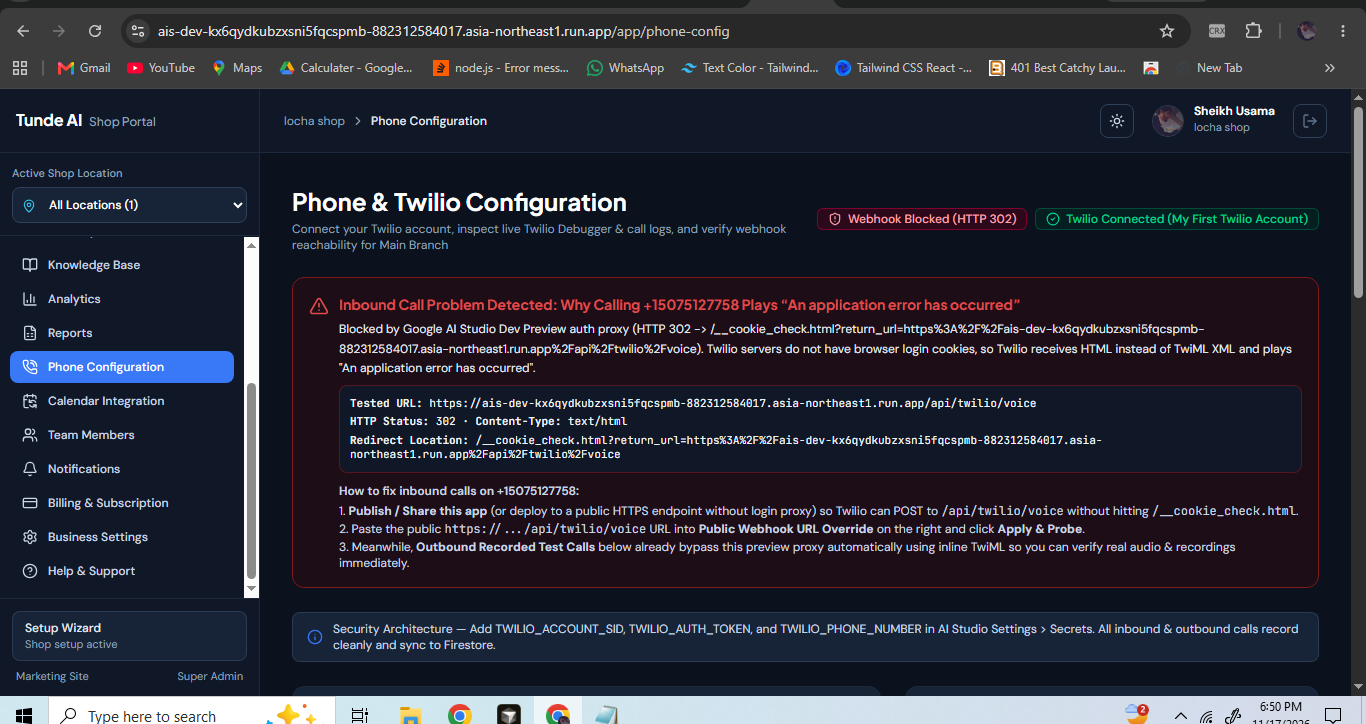 ais-dev-kx6qydkubzxsni5fqcspmb-882312584017.asia-northeast1.run.app/app/phone-config
CRX
Gmail
YouTube
Maps
Calculater - Google...
node.js - Error mess...
WhatsApp
Text Color - Tailwind...
Tailwind CSS React -...
401 Best Catchy Lau...
New Tab
»
Tunde AI Shop Portal
locha shop > Phone Configuration
Sheikh Usama
locha shop
Active Shop Location
All Locations (1)
Knowledge Base
Analytics
Reports
Phone Configuration
Calendar Integration
Team Members
Notifications
Billing & Subscription
Business Settings
Help & Support
Setup Wizard
Shop setup active
Marketing Site
Super Admin
Phone & Twilio Configuration
Connect your Twilio account, inspect live Twilio Debugger & call logs, and verify webhook
reachability for Main Branch
Webhook Blocked (HTTP 302)
Twilio Connected (My First Twilio Account)
Inbound Call Problem Detected: Why Calling +15075127758 Plays “An application error has occurred”
Blocked by Google AI Studio Dev Preview auth proxy (HTTP 302 -> /__cookie_check.html?return_url=https%3A%2F%2Fais-dev-kx6qydkubzxsni5fqcspmb-
882312584017.asia-northeast1.run.app%2Fapi%2Ftwilio%2Fvoice). Twilio servers do not have browser login cookies, so Twilio receives HTML instead of TwiML XML and plays
"An application error has occurred".
Tested URL: https://ais-dev-kx6qydkubzxsni5fqcspmb-882312584017.asia-northeast1.run.app/api/twilio/voice
HTTP Status: 302 · Content-Type: text/html
Redirect Location: /__cookie_check.html?return_url=https%3A%2F%2Fais-dev-kx6qydkubzxsni5fqcspmb-882312584017.asia-
northeast1.run.app%2Fapi%2Ftwilio%2Fvoice
How to fix inbound calls on +15075127758:
1. Publish / Share this app (or deploy to a public HTTPS endpoint without login proxy) so Twilio can POST to /api/twilio/voice without hitting /__cookie_check.html.
2. Paste the public https://.../api/twilio/voice URL into Public Webhook URL Override on the right and click Apply & Probe.
3. Meanwhile, Outbound Recorded Test Calls below already bypass this preview proxy automatically using inline TwiML so you can verify real audio & recordings
immediately.
Security Architecture — Add TWILIO_ACCOUNT_SID, TWILIO_AUTH_TOKEN, and TWILIO_PHONE_NUMBER in AI Studio Settings > Secrets. All inbound & outbound calls record
cleanly and sync to Firestore.
Type here to search
2
6:50 PM